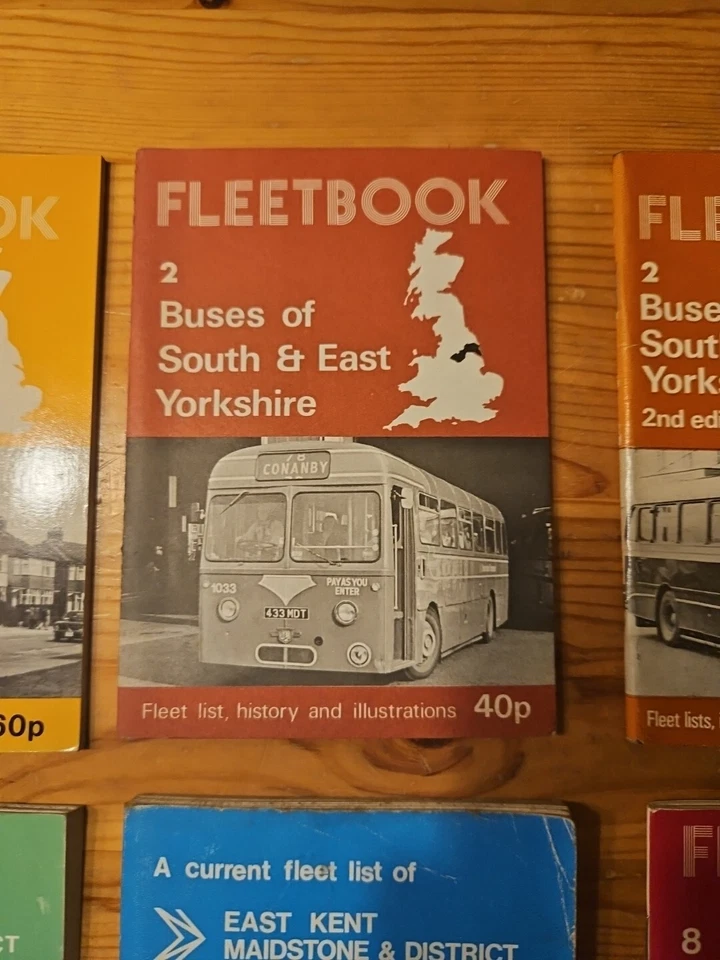 OK
60p
FLEETBOOK
2
Buses of
South & East
Yorkshire
78
CONANBY
1033
PAY AS YOU
ENTER
433 MDT
Fleet list, history and illustrations 40p
FLE
2
Buse
Sout
York
2nd edi
Fleet lists,
CT
A current fleet list of
EAST KENT
MAIDSTONE & DISTRICT
F
8